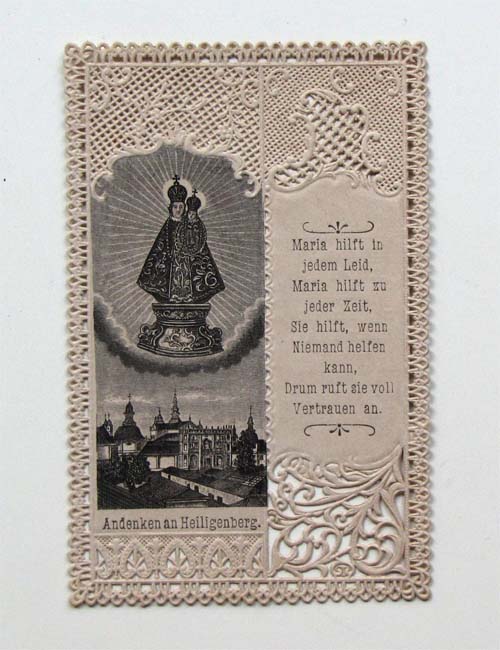 Maria hilft in
jedem Leid,
Maria hilft zu
jeder Zeit,
Sie hilft, wenn
Niemand helfen
kann,
Drum ruft sie voll
Vertrauen an.
Andenken an Heiligenberg.